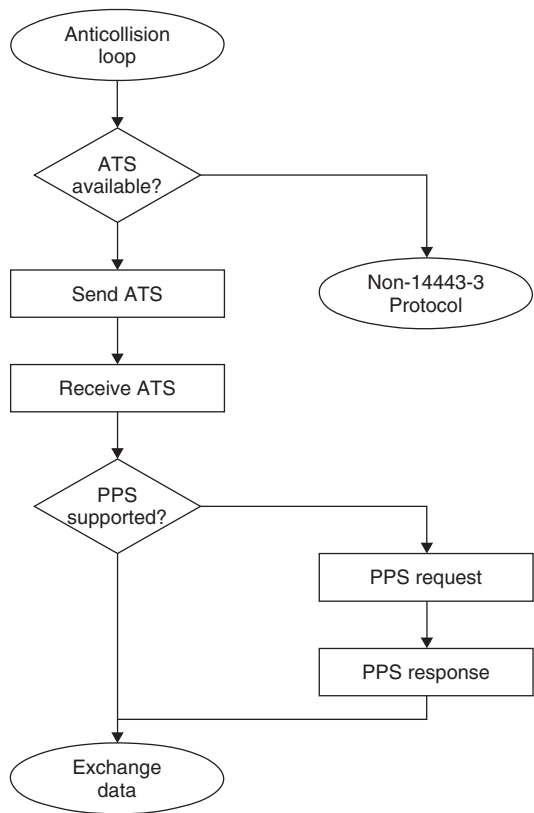 Anticollision
loop
ATS
available?
Send ATS
Non-14443-3
Protocol
Receive ATS
PPS
supported?
PPS request
PPS response
Exchange
data